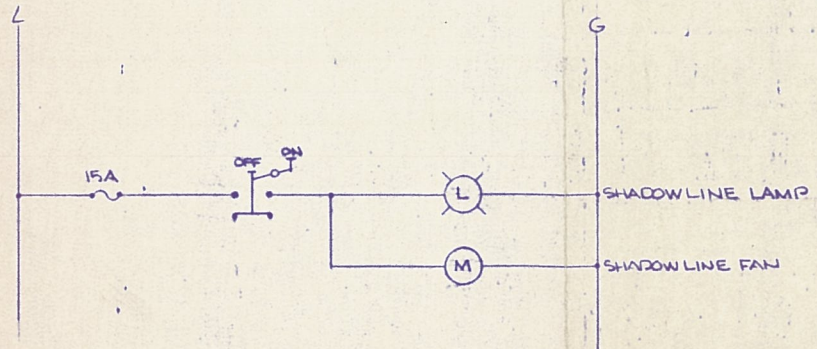 L
G
15A
OFF
ON
L
SHADOWLINE LAMP
M
SHADOWLINE FAN